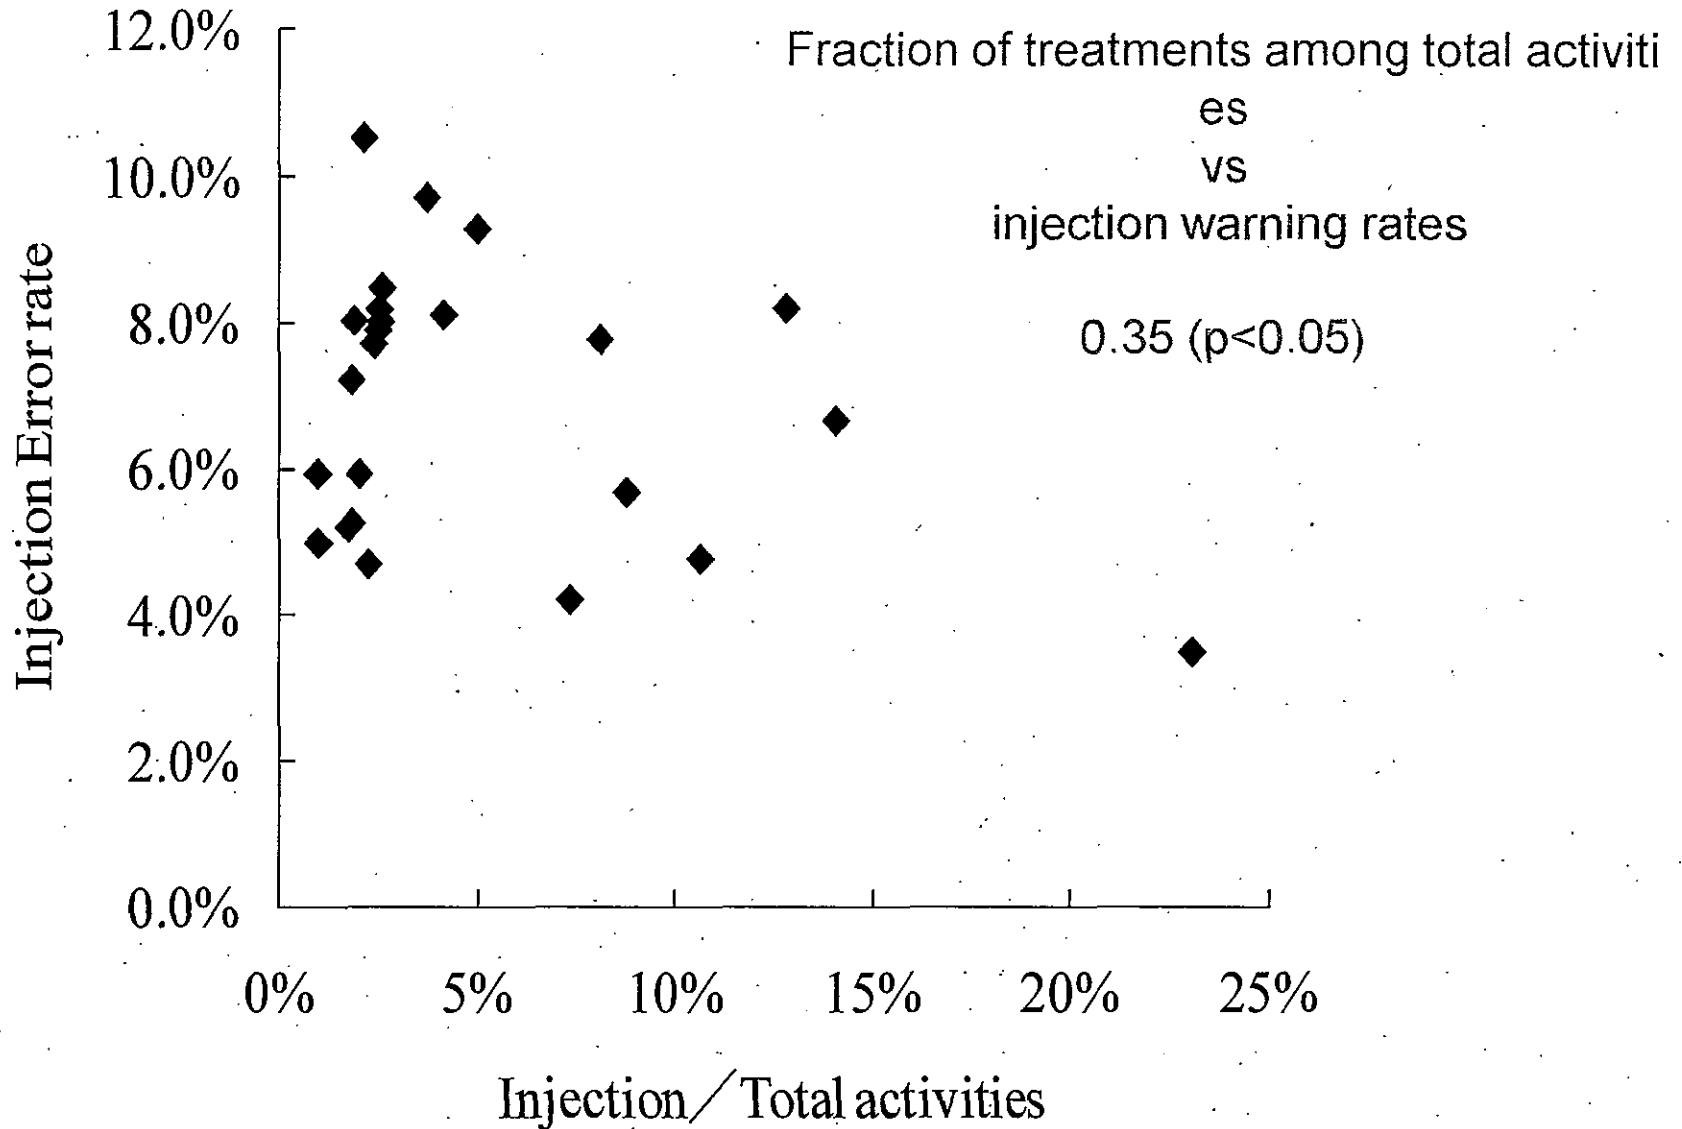 12.0%
Fraction of treatments among total activiti
es
vs
injection warning rates
0.35 (p<0.05)
10.0%
8.0%
6.0%
4.0%
2.0%
0.0%
Injection Error rate
0%
5%
10%
15%
20%
25%
Injection／Total activities